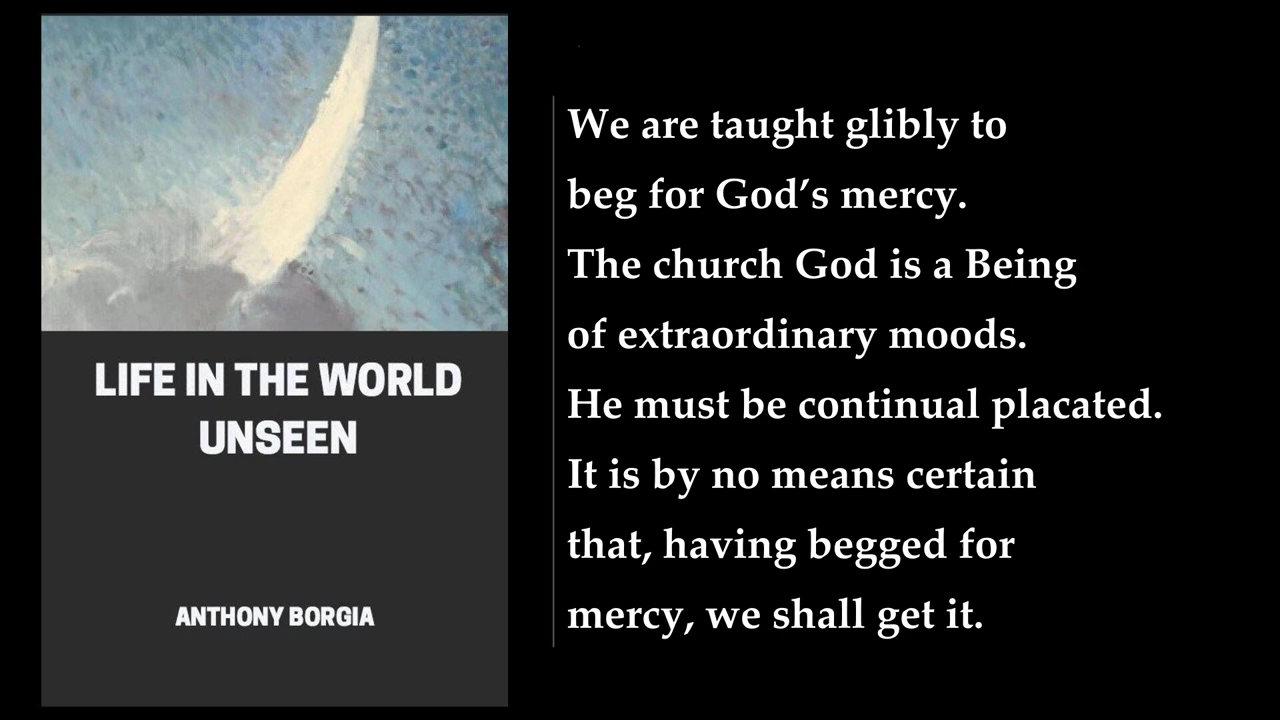 LIFE IN THE WORLD
UNSEEN
ANTHONY BORGIA
We are taught glibly to
beg for God’s mercy.
The church God is a Being
of extraordinary moods.
He must be continual placated.
It is by no means certain
that, having begged for
mercy, we shall get it.